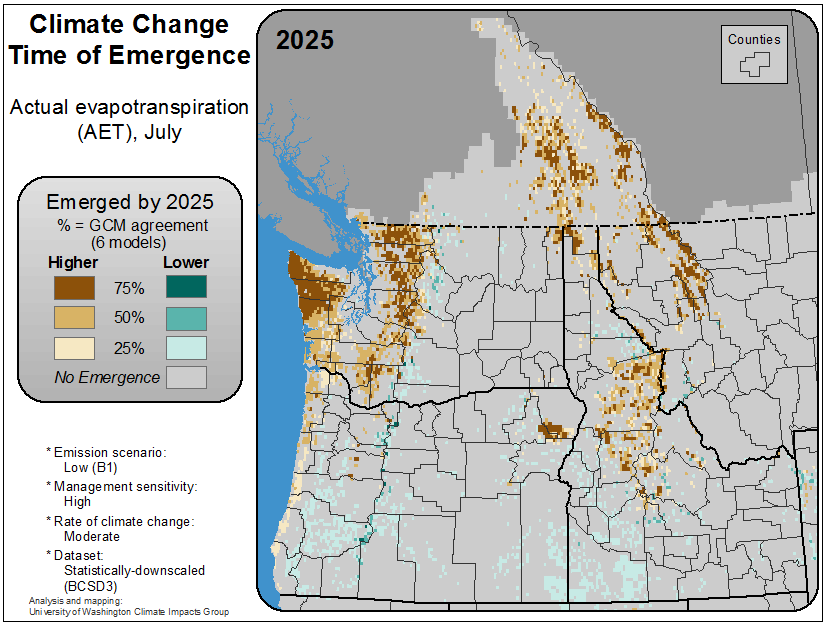 Climate Change
Time of Emergence
Actual evapotranspiration
(AET), July
Emerged by 2025
% = GCM agreement
(6 models)
Higher Lower
75%
50%
25%
No Emergence
* Emission scenario:
Low (B1)
* Management sensitivity:
High
* Rate of climate change:
Moderate
* Dataset:
Statistically-downscaled
(BCSD3)
Analysis and mapping:
University of Washington Climate Impacts Group
2025
Counties